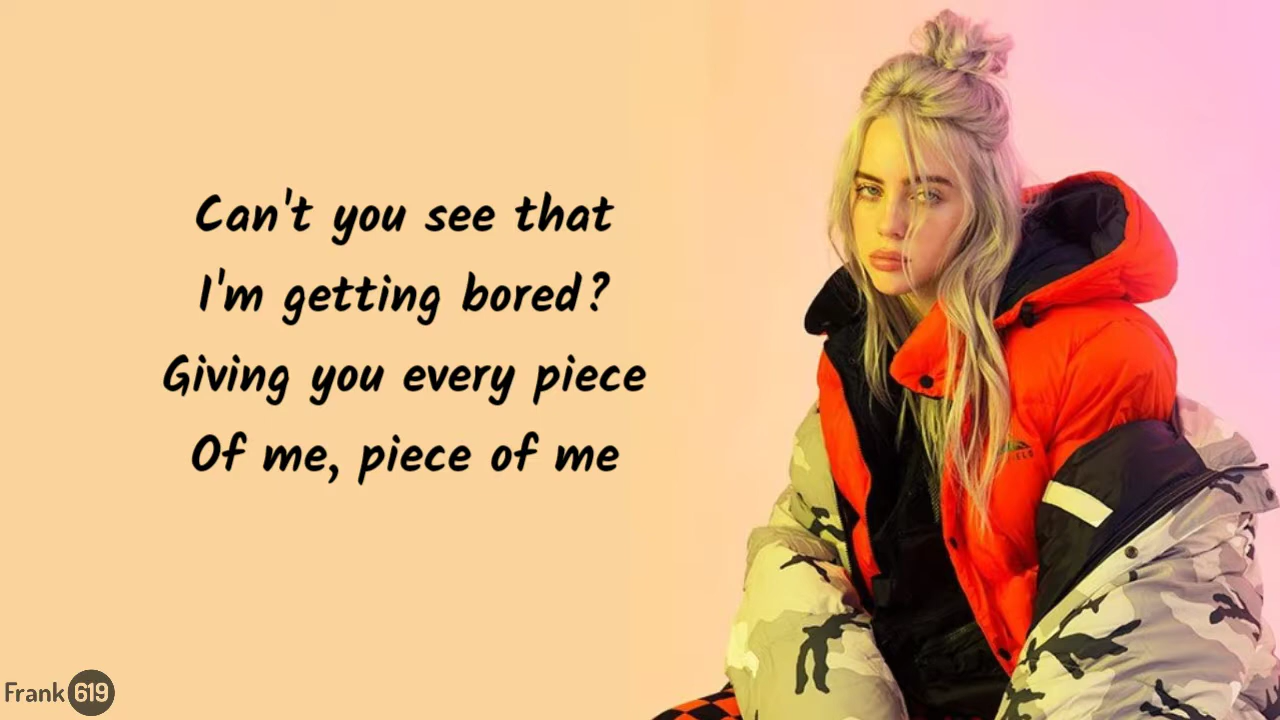 Can't you see that
I'm getting bored?
Giving you every piece
Of me, piece of me
Frank 619